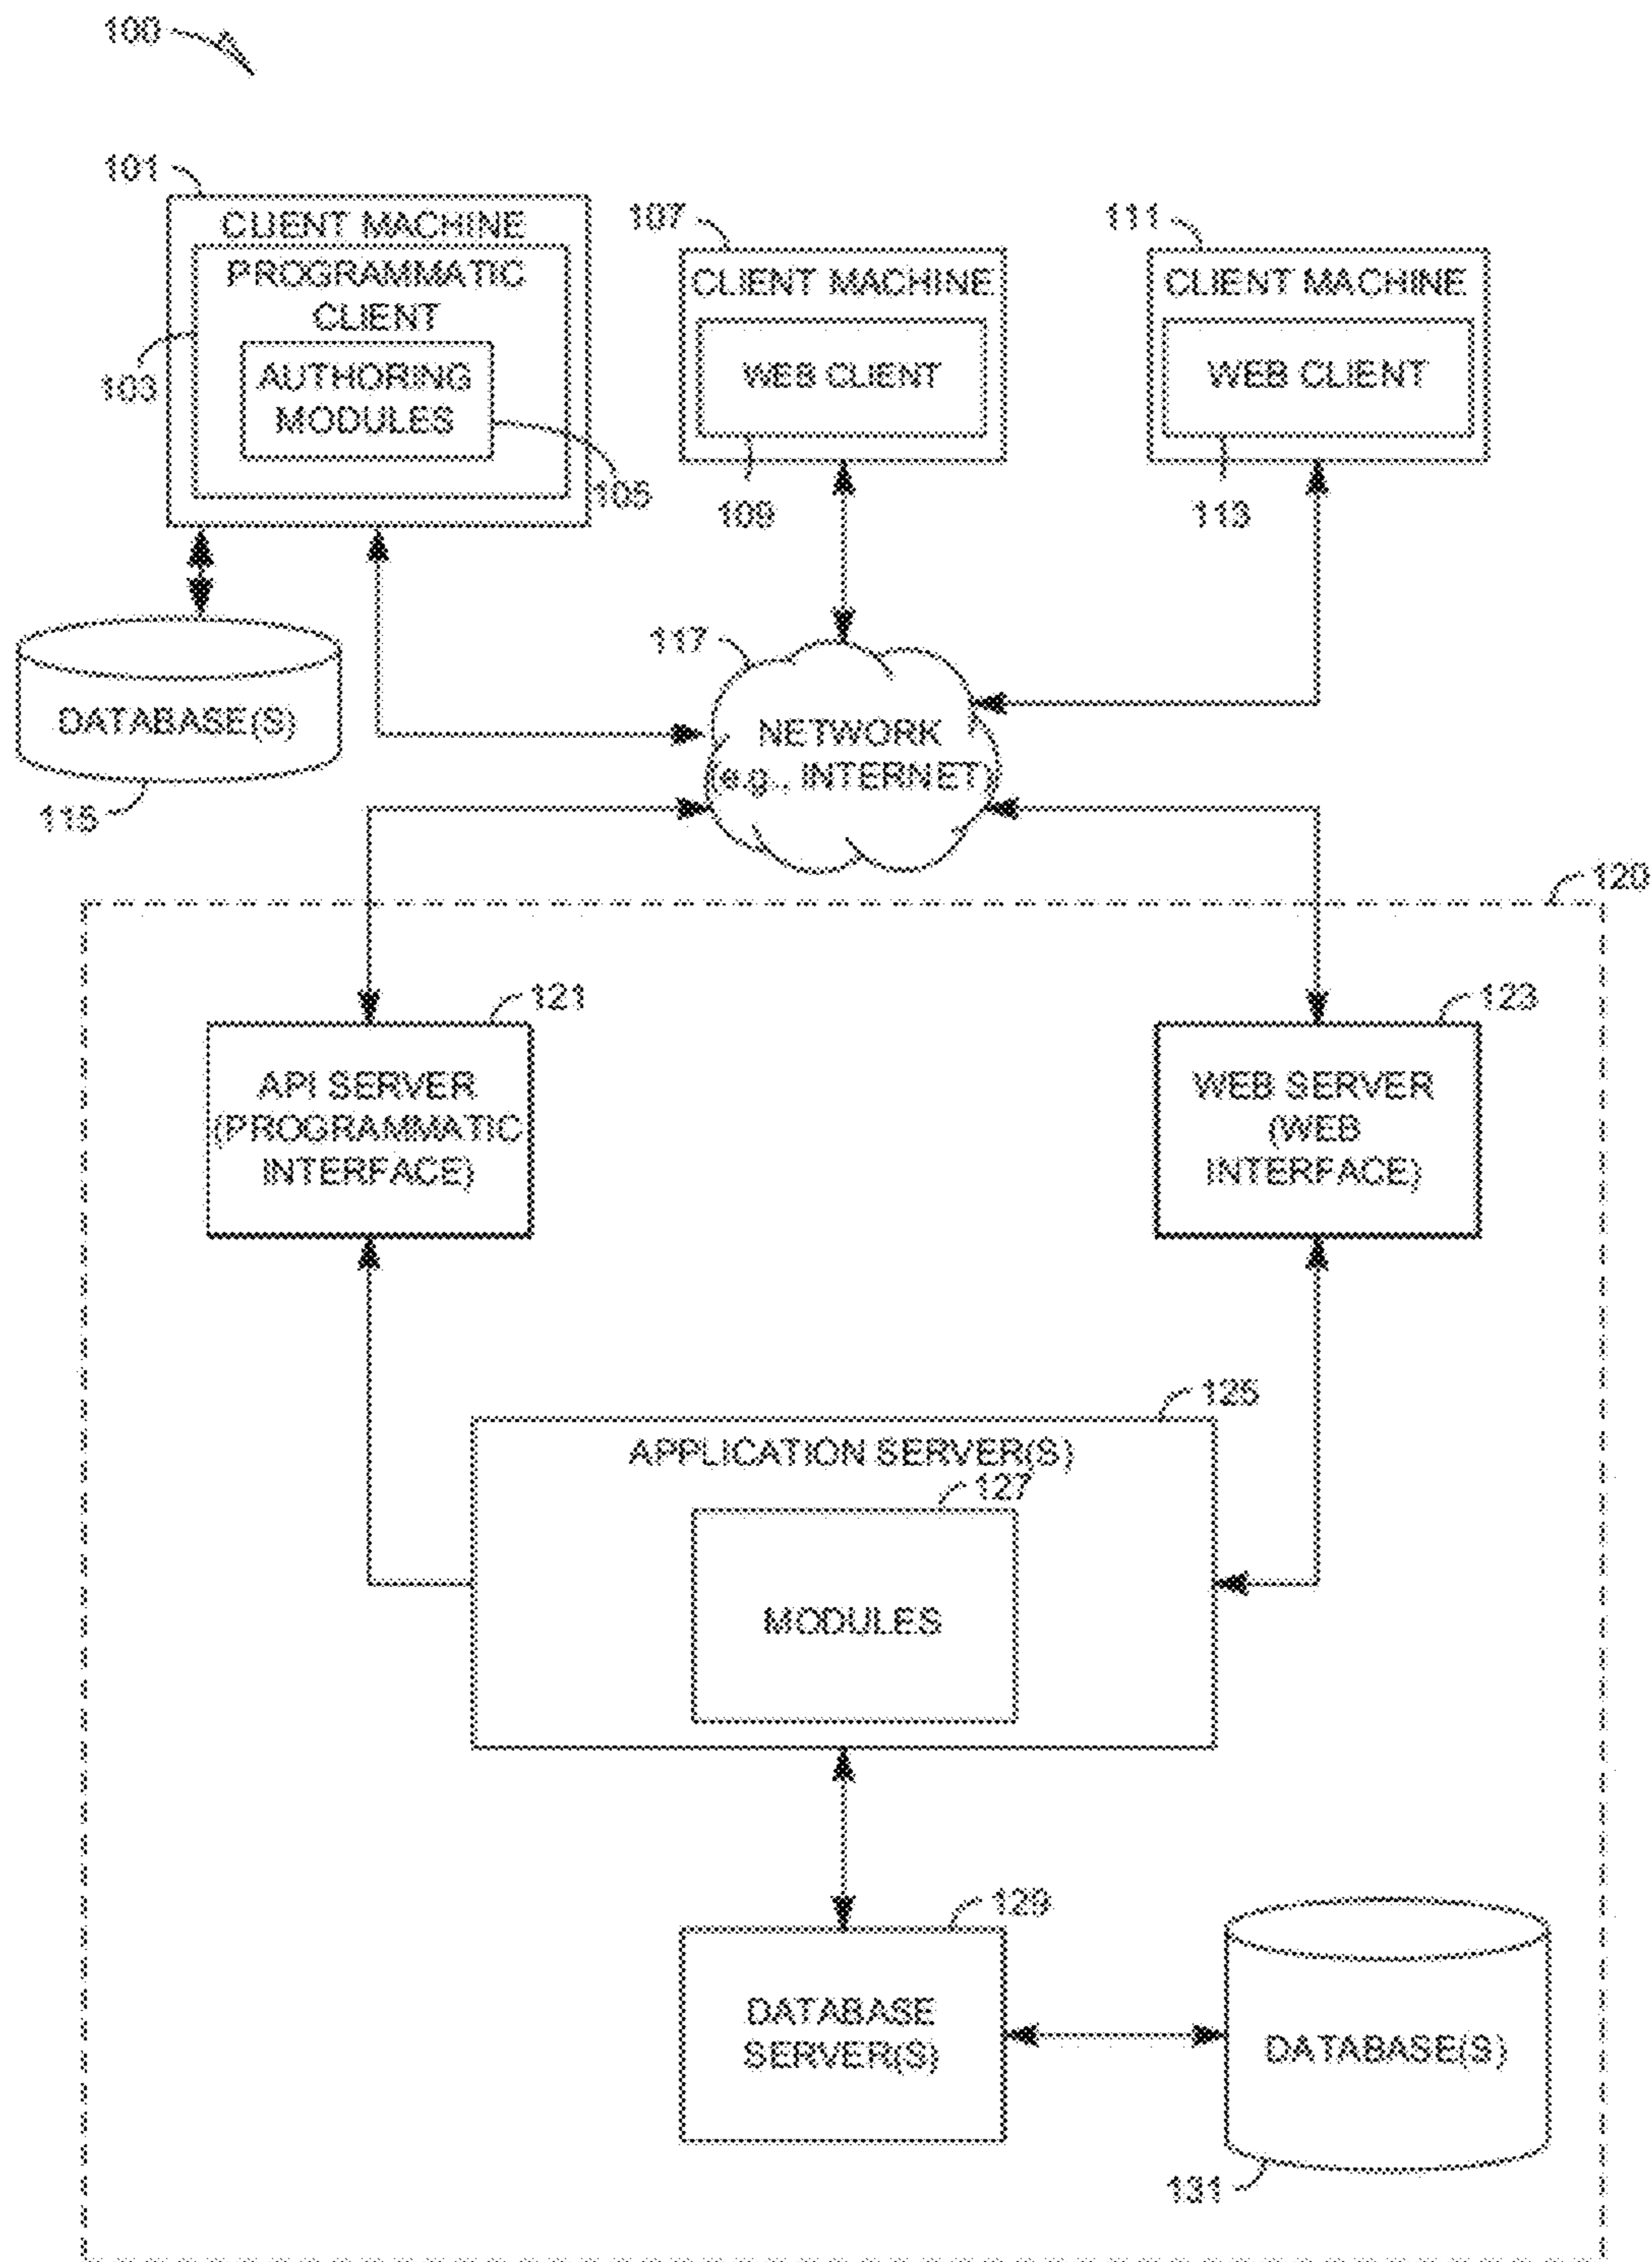 100
101
CLIENT MACHINE
PROGRAMMATIC
CLIENT
103
AUTHORING
MODULES
105
107
CLIENT MACHINE
WEB CLIENT
109
111
CLIENT MACHINE
WEB CLIENT
113
DATABASE(S)
115
117
NETWORK
(e.g., INTERNET)
120
121
API SERVER
(PROGRAMMATIC
INTERFACE)
123
WEB SERVER
(WEB
INTERFACE)
125
APPLICATION SERVER(S)
127
MODULES
129
DATABASE
SERVER(S)
DATABASE(S)
131